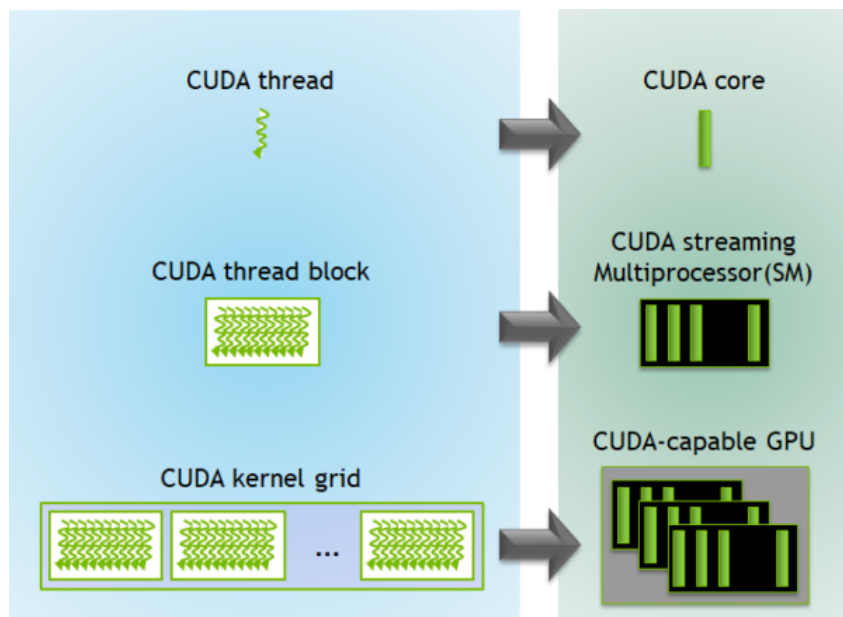 CUDA thread
CUDA core
CUDA thread block
CUDA streaming
Multiprocessor(SM)
CUDA kernel grid
...
CUDA-capable GPU